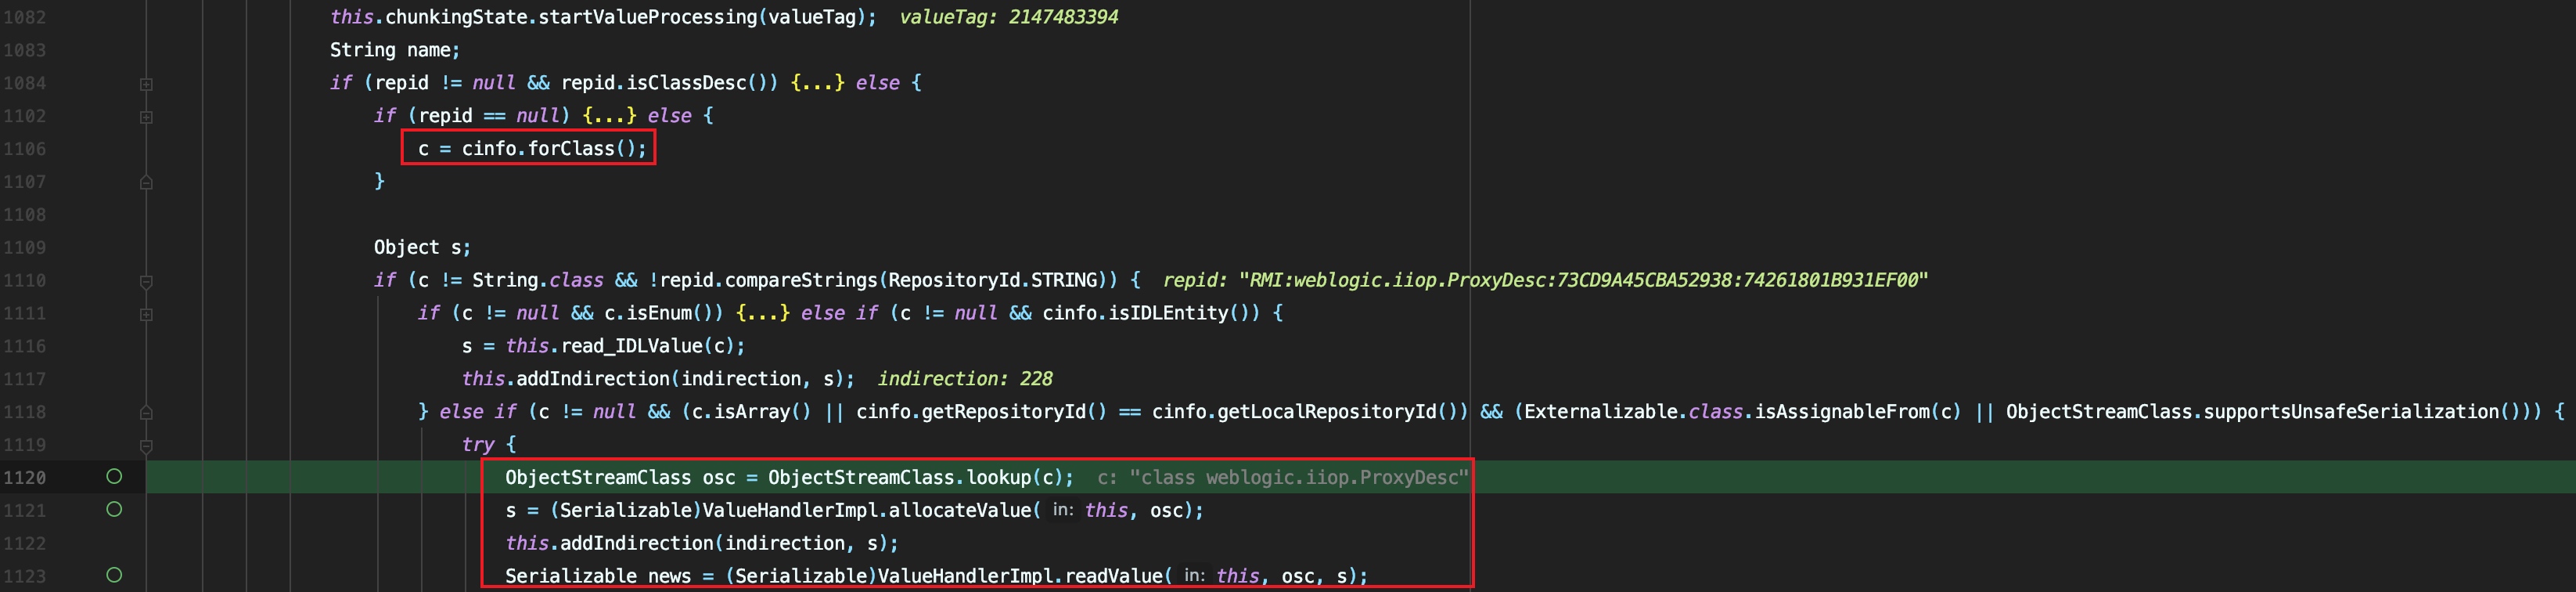 1082 this.chunkingState.startValueProcessing(valueTag); valueTag: 2147483394
1083 String name;
1084 if (repid != null && repid.isClassDesc()) {...} else {
1102 if (repid == null) {...} else {
1106 c = cinfo.forClass();
1107 }
1108
1109 Object s;
1110 if (c != String.class && !repid.compareStrings(RepositoryId.STRING)) { repid: "RMI:weblogic.iiop.ProxyDesc:73CD9A45CBA52938:74261801B931EF00"
1111 if (c != null && c.isEnum()) {...} else if (c != null && cinfo.isIDLEntity()) {
1116 s = this.read_IDLValue(c);
1117 this.addIndirection(indirection, s); indirection: 228
1118 } else if (c != null && (c.isArray() || cinfo.getRepositoryId() == cinfo.getLocalRepositoryId()) && (Externalizable.class.isAssignableFrom(c) || ObjectStreamClass.supportsUnsafeSerialization())) {
1119 try {
1120 ObjectStreamClass osc = ObjectStreamClass.lookup(c); c: "class weblogic.iiop.ProxyDesc"
1121 s = (Serializable)ValueHandlerImpl.allocateValue( in: this, osc);
1122 this.addIndirection(indirection, s);
1123 Serializable news = (Serializable)ValueHandlerImpl.readValue( in: this, osc, s);